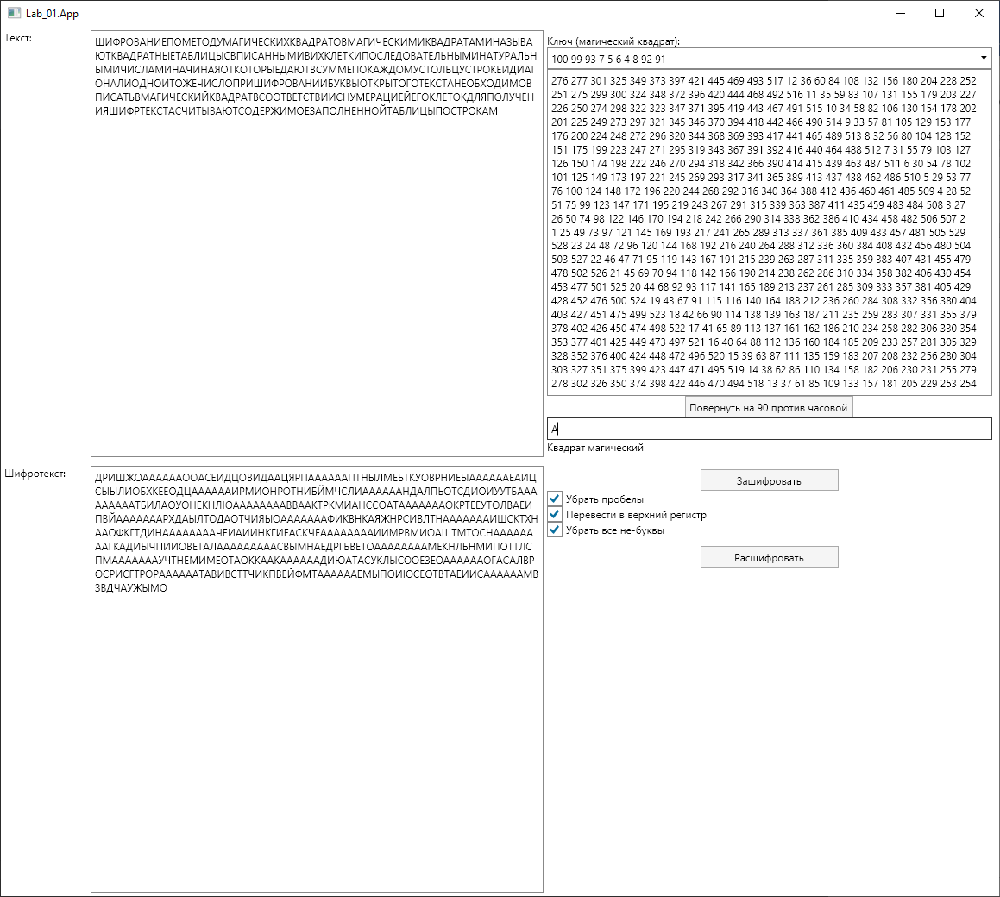 Lab_01.App
Текст:
ШИФРОВАНИЕПОМЕТОДУМАГИЧЕСКИХКВАДРАТОВМАГИЧЕСКИМИКВАДРАТАМИНАЗЫВА
ЮТКВАДРАТНЫЕТАБЛИЦЫСВПИСАННЫМИВИХКЛЕТКИПОСЛЕДОВАТЕЛЬНЫМИНАТУРАЛЬН
ЫМИЧИСЛАМИНАЧИНАЯОТКОТОРЫЕДАЮТВСУММЕПОКАЖДОМУСТОЛБЦУСТРОКЕИДИАГ
ОНАЛИОДНОИТОЖЕЧИСЛОПРИШИФРОВАНИИБУКВЫОТКРЫТОГОТЕКСТАНЕОБХОДИМОВ
ПИСАТЬВМАГИЧЕСКИЙКВАДРАТВСООТВЕТСТВИИСНУМЕРАЦИЕЙЕГОКЛЕТОКДЛЯПОЛУЧЕН
ИЯШИФРТЕКСТАСЧИТЫВАЮТСОДЕРЖИМОЕЗАПОЛНЕННОЙТАБЛИЦЫПОСТРОКАМ
Ключ (магический квадрат):
100 99 93 7 5 6 4 8 92 91
276 277 301 325 349 373 397 421 445 469 493 517 12 36 60 84 108 132 156 180 204 228 252
251 275 299 300 324 348 372 396 420 444 468 492 516 11 35 59 83 107 131 155 179 203 227
226 250 274 298 322 323 347 371 395 419 443 467 491 515 10 34 58 82 106 130 154 178 202
201 225 249 273 297 321 345 346 370 394 418 442 466 490 514 9 33 57 81 105 129 153 177
176 200 224 248 272 296 320 344 368 369 393 417 441 465 489 513 8 32 56 80 104 128 152
151 175 199 223 247 271 295 319 343 367 391 392 416 440 464 488 512 7 31 55 79 103 127
126 150 174 198 222 246 270 294 318 342 366 390 414 415 439 463 487 511 6 30 54 78 102
101 125 149 173 197 221 245 269 293 317 341 365 389 413 437 438 462 486 510 5 29 53 77
76 100 124 148 172 196 220 244 268 292 316 340 364 388 412 436 460 461 485 509 4 28 52
51 75 99 123 147 171 195 219 243 267 291 315 339 363 387 411 435 459 483 484 508 3 27
26 50 74 98 122 146 170 194 218 242 266 290 314 338 362 386 410 434 458 482 506 507 2
1 25 49 73 97 121 145 169 193 217 241 265 289 313 337 361 385 409 433 457 481 505 529
528 23 24 48 72 96 120 144 168 192 216 240 264 288 312 336 360 384 408 432 456 480 504
503 527 22 46 47 71 95 119 143 167 191 215 239 263 287 311 335 359 383 407 431 455 479
478 502 526 21 45 69 70 94 118 142 166 190 214 238 262 286 310 334 358 382 406 430 454
453 477 501 525 20 44 68 92 93 117 141 165 189 213 237 261 285 309 333 357 381 405 429
428 452 476 500 524 19 43 67 91 115 116 140 164 188 212 236 260 284 308 332 356 380 404
403 427 451 475 499 523 18 42 66 90 114 138 139 163 187 211 235 259 283 307 331 355 379
378 402 426 450 474 498 522 17 41 65 89 113 137 161 162 186 210 234 258 282 306 330 354
353 377 401 425 449 473 497 521 16 40 64 88 112 136 160 184 185 209 233 257 281 305 329
328 352 376 400 424 448 472 496 520 15 39 63 87 111 135 159 183 207 208 232 256 280 304
303 327 351 375 399 423 447 471 495 519 14 38 62 86 110 134 158 182 206 230 231 255 279
278 302 326 350 374 398 422 446 470 494 518 13 37 61 85 109 133 157 181 205 229 253 254
Повернуть на 90 против часовой
А
Квадрат магический
Шифротекст:
ДРИШЖОАААААООАСЕИДЦОВИДААЦЯРПААААААПТНЫЛМЕБТКУОВРНИЕЫААААААЕАИЦ
СЫЫЛИОБХКЕЕОДЦААААААИРМИОНРОТНИБЙМЧСЛИААААААНДАЛПЬОТСДИОИУУТБААА
АААААААТБИЛАОУОНЕКНЛЮААААААААВВААКТРКМИАНССОАТАААААААОКРТЕЕУТОЛВАЕИ
ПВЙАААААААРХДАЫЛТОДАОТЧИЯЫОАААААААФИКВНКАЯЖНРСИВЛТНАААААААИШСКТХН
ААОФКГТДИНААААААААЧЕИАИИНКГИЕАСКЧЕААААААААИИМРВМИОАШТМТОСНААААААА
ААГКАДИЫЧПИИОВЕТАЛАААААААААСВЫМНАЕДРГЬВЕТОААААААААМЕКНЛЬНМИПОТТЛС
ПМАААААААУЧТНЕМИМЕОТАОККААКААААААДИЮАТАСУКЛЫСООЕЗЕОААААААОГАСАЛВР
ОСРИСГТРОРААААААТАВИВСТТЧИКПВЕЙФМТААААААЕМЫПОИЮСЕОТВТАЕИИСААААААМВ
ЗВДЧАУЖЫМО
Зашифровать
Убрать пробелы
Перевести в верхний регистр
Убрать все не-буквы
Расшифровать